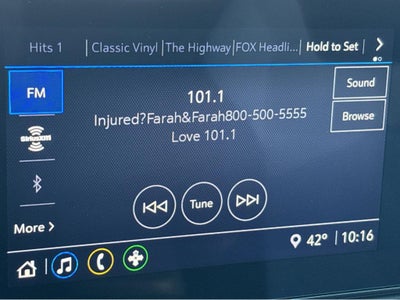 Hits 1 | Classic Vinyl | The Highway | FOX Headli... | Hold to Set | >
FM
101.1
Sound
Injured?Farah&Farah800-500-5555
Browse
SiriusXM
Love 101.1
Tune
More >
42° | 10:16